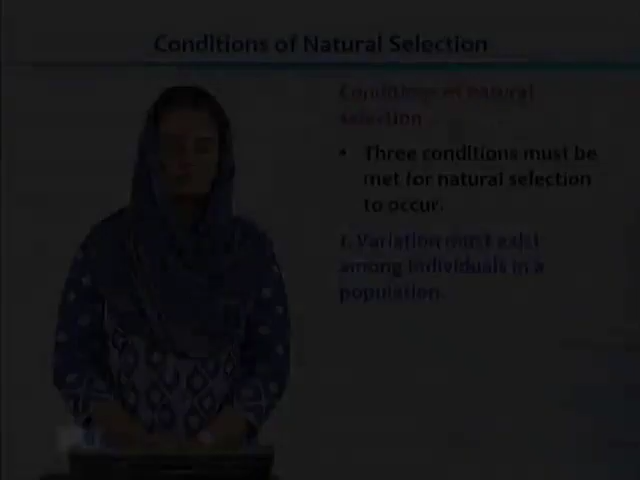 Conditions of Natural Selection
Conditions of natural
selection
• Three conditions must be
met for natural selection
to occur.
1. Variation must exist
among individuals in a
population.